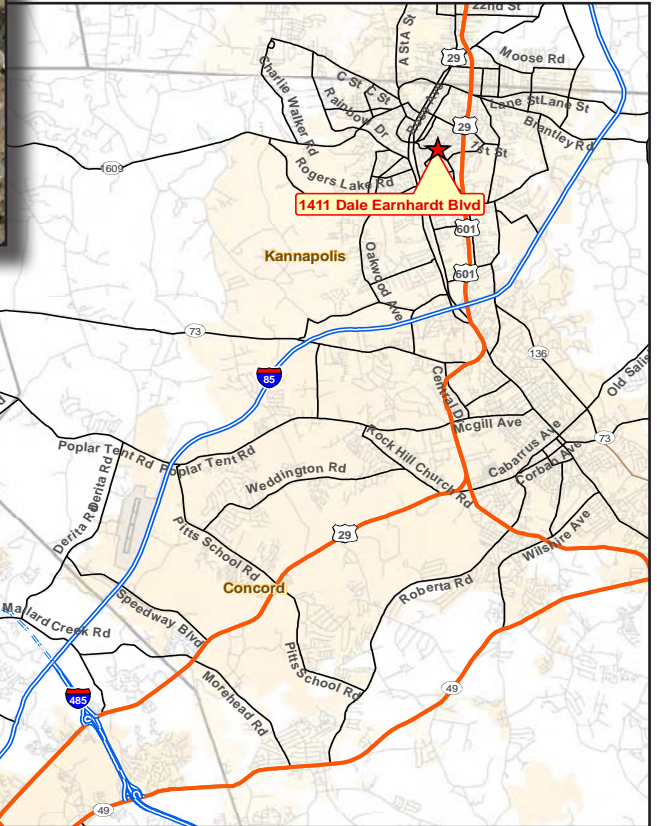 22nd St
A St
A St
29
Moose Rd
Charlie Walker Rd
C St
C St
Rainbow Dr
Lane St
Lane St
29
Brantley Rd
1st St
1609
Rogers Lake Rd
1411 Dale Earnhardt Blvd
601
Kannapolis
Oakwood Ave
601
73
136
85
Central Dr
Old Salis
Mcgill Ave
Rock Hill Church Rd
Cabarrus Ave
73
Corban Ave
Poplar Tent Rd
Poplar Tent Rd
Derita Rd
Weddington Rd
Derita Rd
Pitts School Rd
29
Wilshire Ave
Concord
Roberta Rd
Mallard Creek Rd
Speedway Blvd
Pitts School Rd
Morehead Rd
49
485
49